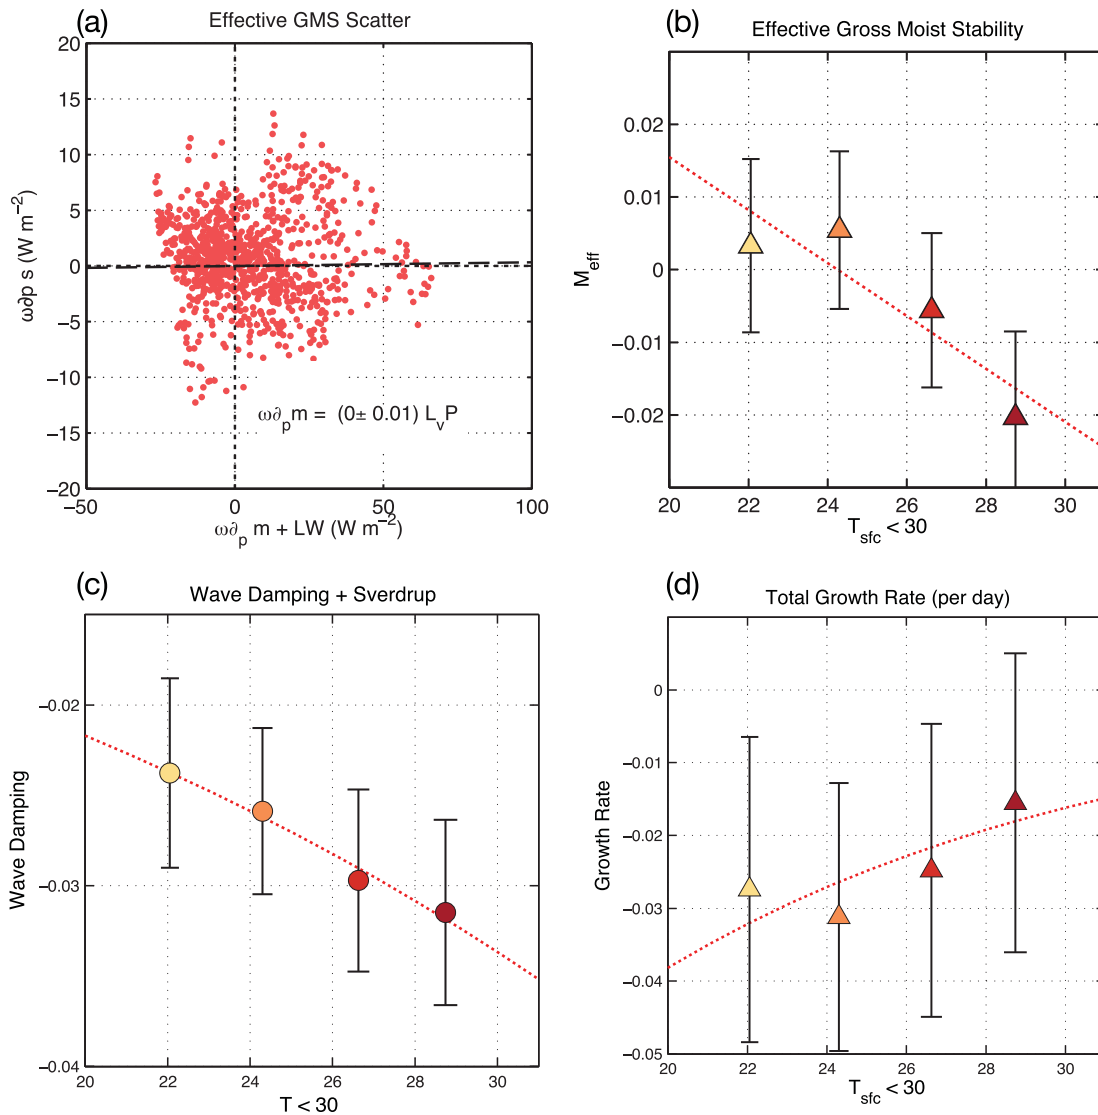 (a)
Effective GMS Scatter
20
15
10
5
0
−5
−10
−15
−20
ω∂p s (W m−2)
ω∂p m = (0± 0.01) LvP
−50
0
50
100
ω∂p m + LW (W m−2)
(b)
Effective Gross Moist Stability
0.02
0.01
0
−0.01
−0.02
Meff
20
22
24
26
28
30
Tsfc < 30
(c)
Wave Damping + Sverdrup
−0.02
−0.03
−0.04
Wave Damping
20
22
24
26
28
30
T < 30
(d)
Total Growth Rate (per day)
0
−0.01
−0.02
−0.03
−0.04
−0.05
Growth Rate
20
22
24
26
28
30
Tsfc < 30